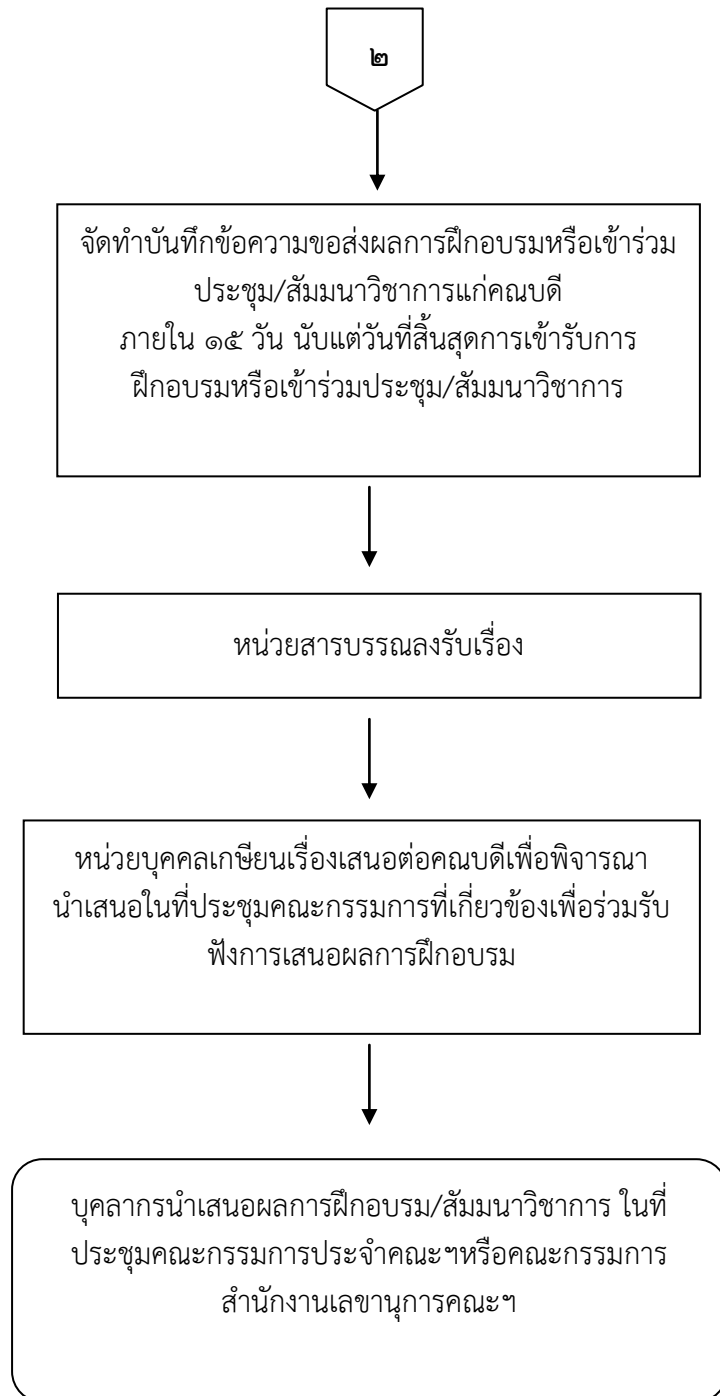 ๒
จัดทำบันทึกข้อความขอส่งผลการฝึกอบรมหรือเข้าร่วม
ประชุม/สัมมนาวิชาการแก่คณบดี
ภายใน ๑๕ วัน นับแต่วันที่สิ้นสุดการเข้ารับการ
ฝึกอบรมหรือเข้าร่วมประชุม/สัมมนาวิชาการ
หน่วยสารบรรณลงรับเรื่อง
หน่วยบุคคลเกษียนเรื่องเสนอต่อคณบดีเพื่อพิจารณา
นำเสนอในที่ประชุมคณะกรรมการที่เกี่ยวข้องเพื่อร่วมรับ
ฟังการเสนอผลการฝึกอบรม
บุคลากรนำเสนอผลการฝึกอบรม/สัมมนาวิชาการ ในที่
ประชุมคณะกรรมการประจำคณะฯหรือคณะกรรมการ
สำนักงานเลขานุการคณะฯ